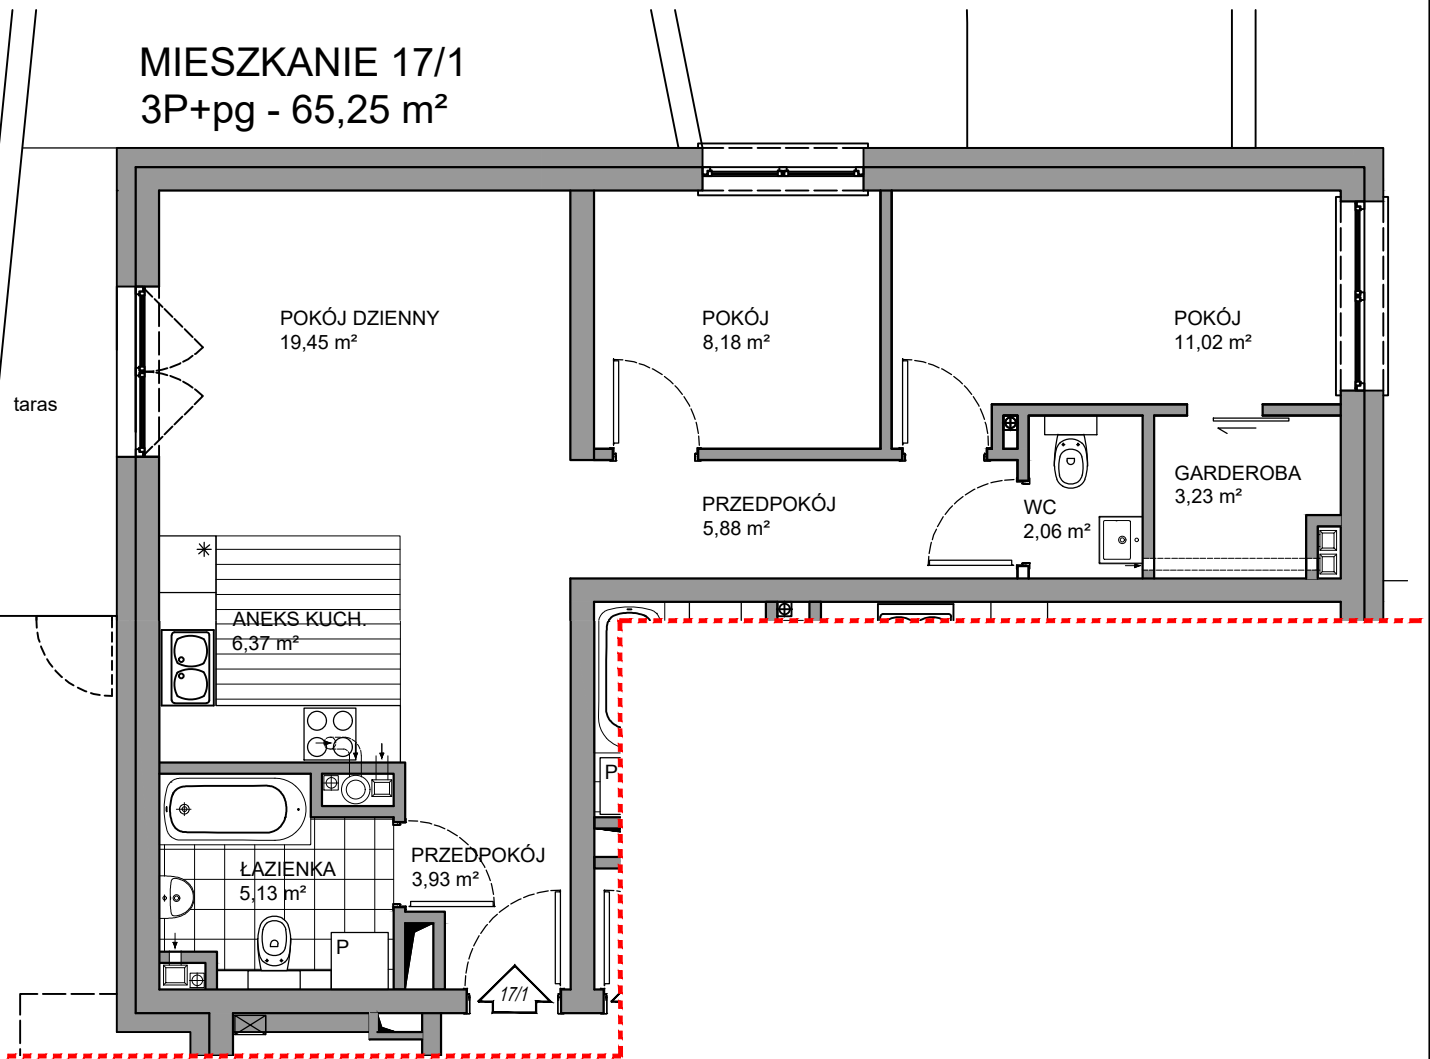 MIESZKANIE 17/1
3P+pg - 65,25 m²
POKÓJ DZIENNY
19,45 m²
POKÓJ
8,18 m²
POKÓJ
11,02 m²
taras
GARDEROBA
3,23 m²
PRZEDPOKÓJ
5,88 m²
WC
2,06 m²
ANEKS KUCH.
6,37 m²
P
PRZEDPOKÓJ
3,93 m²
ŁAZIENKA
5,13 m²
P
17/1